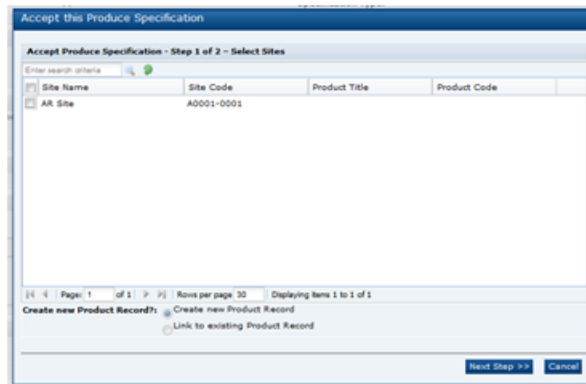 Accept this Produce Specification
Accept Produce Specification - Step 1 of 2 – Select Sites
Enter search criteria
Site Name Site Code Product Title Product Code
AR Site A0001-0001
Page: 1 of 1 Rows per page 30 Displaying items 1 to 1 of 1
Create new Product Record?: Create new Product Record
Link to existing Product Record
Next Step >> Cancel